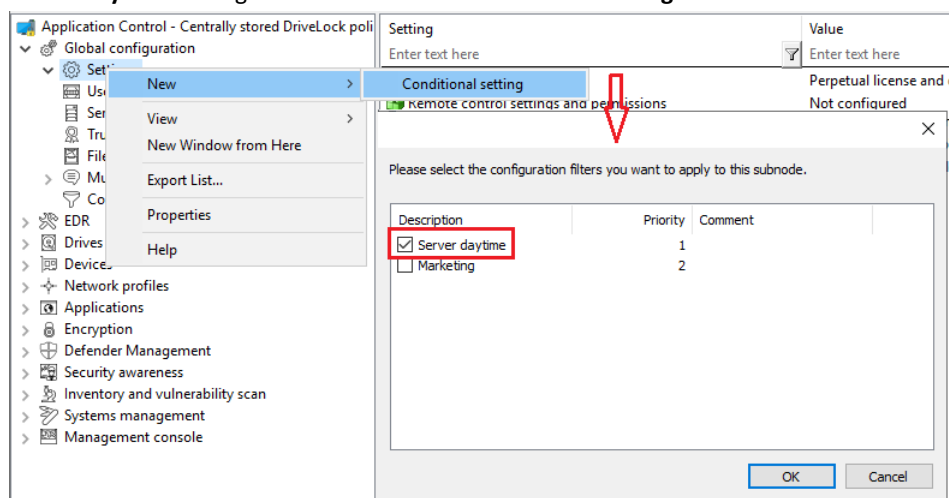 Application Control - Centrally stored DriveLock poli
Global configuration
New
View
New Window from Here
Export List...
Properties
Help
EDR
Drives
Devices
Network profiles
Applications
Encryption
Defender Management
Security awareness
Inventory and vulnerability scan
Systems management
Management console
Conditional setting
Setting
Value
Enter text here
Enter text here
Perpetual license and
Remote control settings and permissions
Not configured
Please select the configuration filters you want to apply to this subnode.
Description Priority Comment
Server daytime 1
Marketing 2
OK Cancel